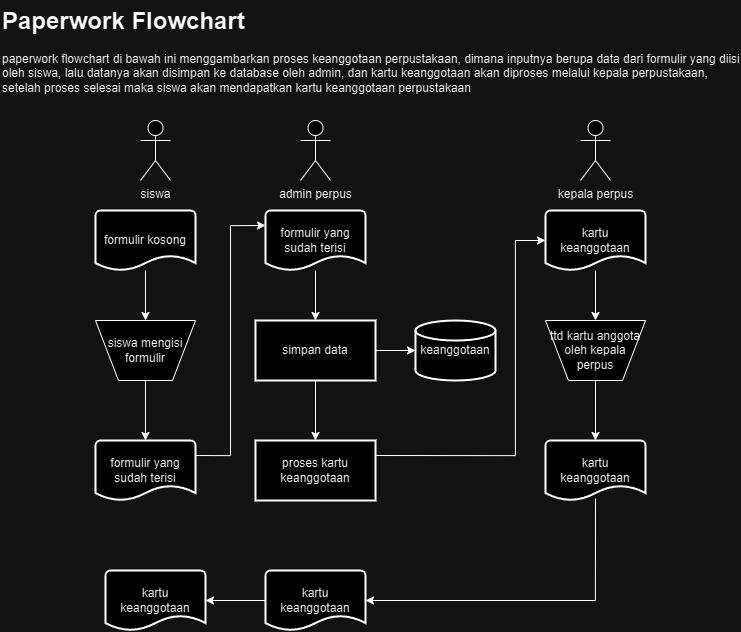 Paperwork Flowchart
paperwork flowchart di bawah ini menggambarkan proses keanggotaan perpustakaan, dimana inputnya berupa data dari formulir yang diisi
oleh siswa, lalu datanya akan disimpan ke database oleh admin, dan kartu keanggotaan akan diproses melalui kepala perpustakaan,
setelah proses selesai maka siswa akan mendapatkan kartu keanggotaan perpustakaan
siswa
admin perpus
kepala perpus
formulir kosong
formulir yang
sudah terisi
kartu
keanggotaan
siswa mengisi
formulir
simpan data
keanggotaan
ttd kartu anggota
oleh kepala
perpus
formulir yang
sudah terisi
proses kartu
keanggotaan
kartu
keanggotaan
kartu
keanggotaan
kartu
keanggotaan